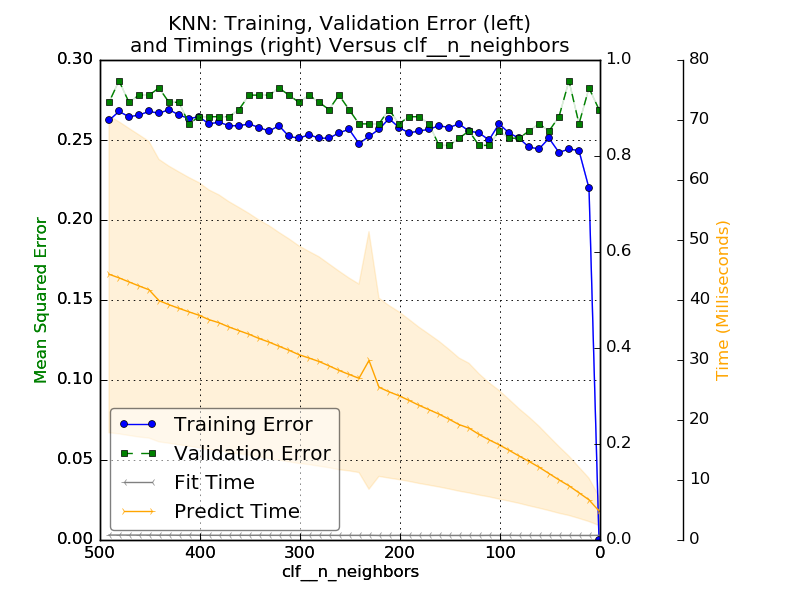 KNN: Training, Validation Error (left)
and Timings (right) Versus clf__n_neighbors
Mean Squared Error
0.30
0.25
0.20
0.15
0.10
0.05
0.00
1.0
0.8
0.6
0.4
0.2
0.0
80
70
60
50
40
30
20
10
0
Time (Milliseconds)
Training Error
Validation Error
Fit Time
Predict Time
500 400 300 200 100 0
clf__n_neighbors